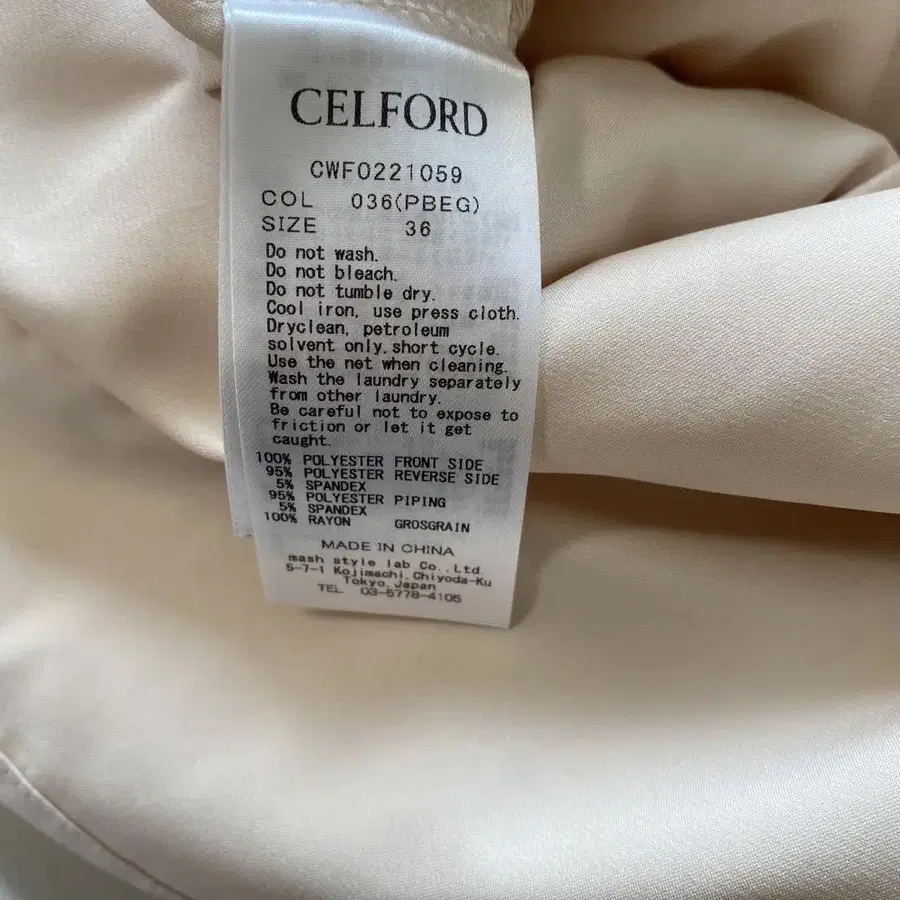 CELFORD
CWF0221059
COL 036(PBEG)
SIZE 36
Do not wash.
Do not bleach.
Do not tumble dry.
Cool iron, use press cloth.
Dryclean, petroleum
solvent only, short cycle.
Use the net when cleaning.
Wash the laundry separately
from other laundry.
Be careful not to expose to
friction or let it get
caught.
100% POLYESTER FRONT SIDE
95% POLYESTER REVERSE SIDE
5% SPANDEX
95% POLYESTER PIPING
5% SPANDEX
100% RAYON GROSGRAIN
MADE IN CHINA
mash style lab Co.,Ltd.
5-7-1 Kojimachi,Chiyoda-Ku
Tokyo,Japan
TEL 03-5778-4105